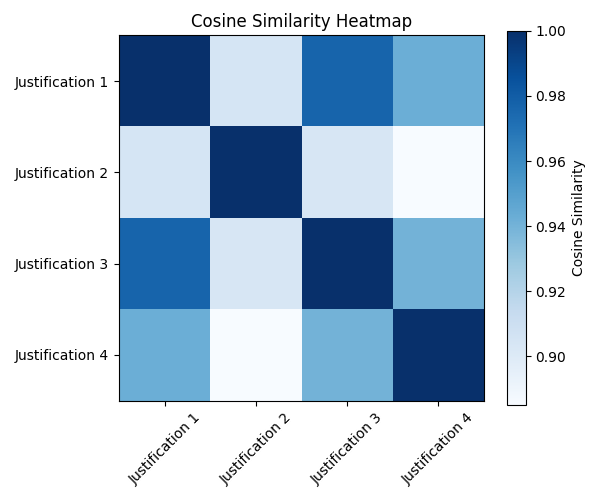 Cosine Similarity Heatmap
Justification 1
Justification 2
Justification 3
Justification 4
Justification 1
Justification 2
Justification 3
Justification 4
1.00
0.98
0.96
0.94
0.92
0.90
Cosine Similarity